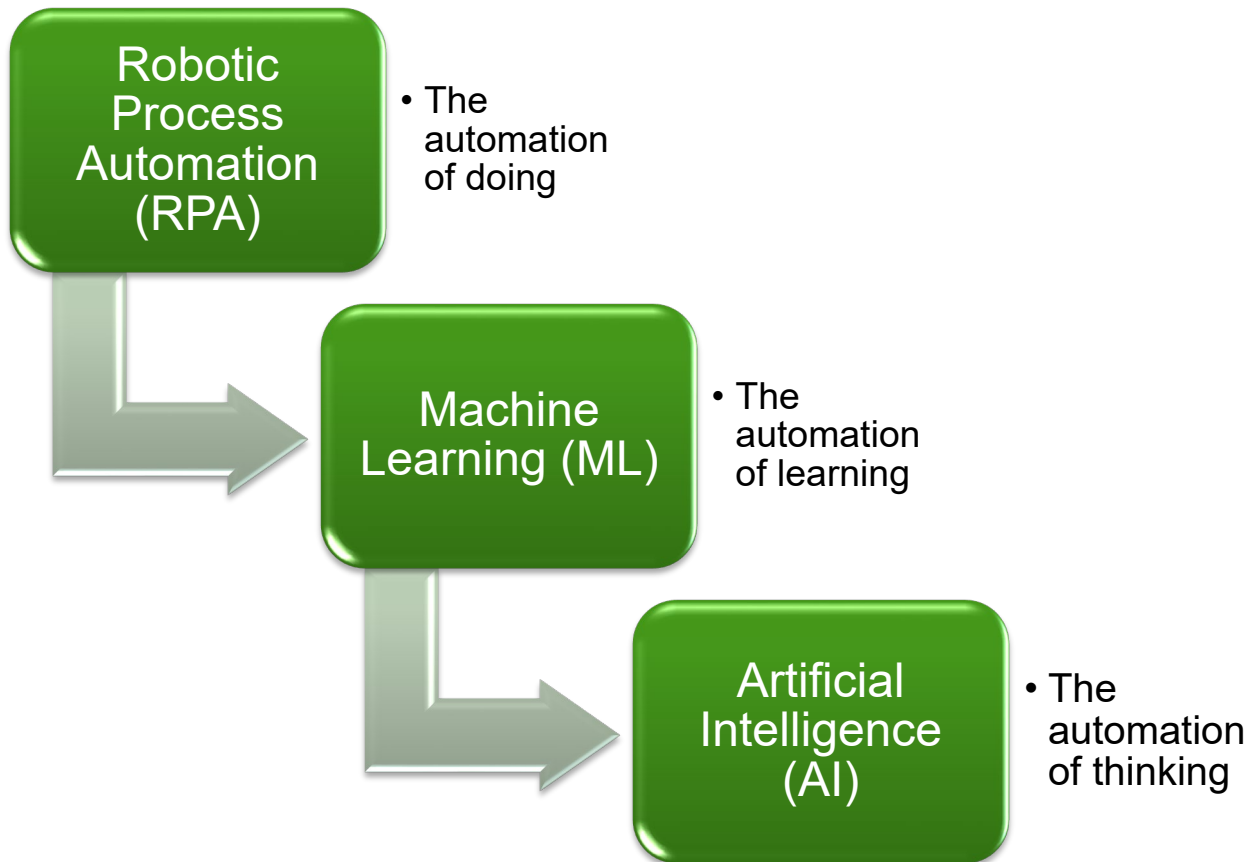 Robotic
Process
Automation
(RPA)
• The
automation
of doing
Machine
Learning (ML)
• The
automation
of learning
Artificial
Intelligence
(AI)
• The
automation
of thinking